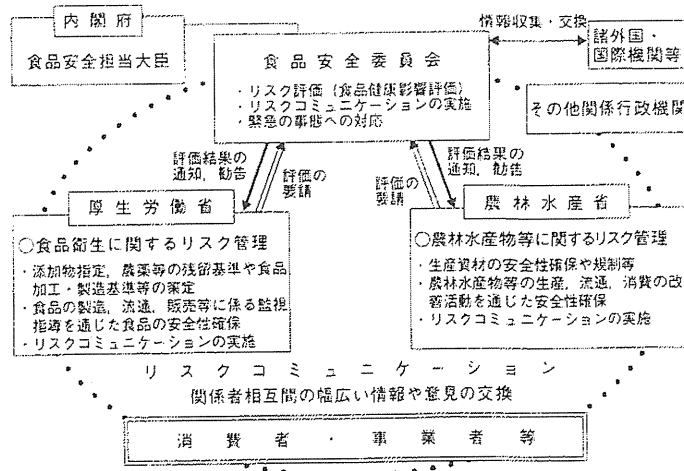 内閣府
食品安全担当大臣
食品安全委員会
・リスク評価(食品健康影響評価)
・リスクコミュニケーションの実施
・緊急の事態への対応
情報収集・交換
諸外国・
国際機関等
その他関係行政機関
評価結果の
通知,勧告
評価の
要請
評価の
要請
評価結果の
通知,勧告
厚生労働省
○食品衛生に関するリスク管理
・添加物指定,農薬等の残留基準や食品
加工・製造基準等の策定
・食品の製造,流通,販売等に係る監視
指導を通じた食品の安全性確保
・リスクコミュニケーションの実施
農林水産省
○農林水産物等に関するリスク管理
・生産資材の安全性確保や規制等
・農林水産物等の生産,流通,消費の改
善活動を通じた安全性確保
・リスクコミュニケーションの実施
リスクコミュニケーション
関係者相互間の幅広い情報や意見の交換
消費者・事業者等